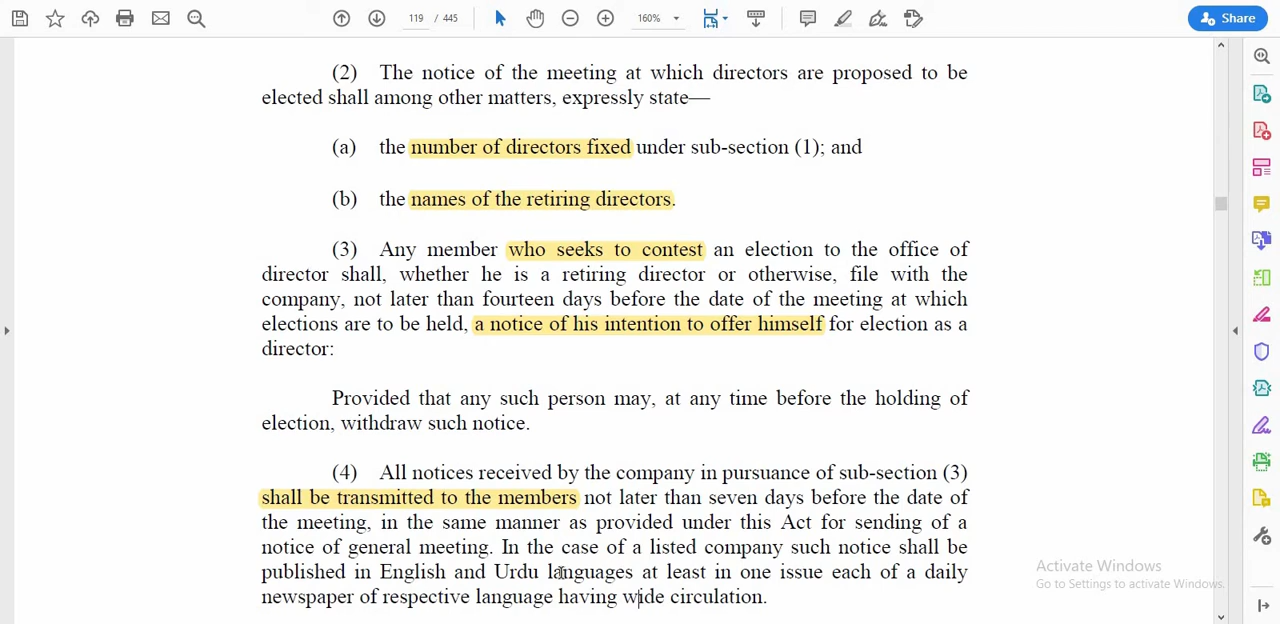 119 / 445
160%
Share
(2) The notice of the meeting at which directors are proposed to be
elected shall among other matters, expressly state—
(a) the number of directors fixed under sub-section (1); and
(b) the names of the retiring directors.
(3) Any member who seeks to contest an election to the office of
director shall, whether he is a retiring director or otherwise, file with the
company, not later than fourteen days before the date of the meeting at which
elections are to be held, a notice of his intention to offer himself for election as a
director:
Provided that any such person may, at any time before the holding of
election, withdraw such notice.
(4) All notices received by the company in pursuance of sub-section (3)
shall be transmitted to the members not later than seven days before the date of
the meeting, in the same manner as provided under this Act for sending of a
notice of general meeting. In the case of a listed company such notice shall be
published in English and Urdu languages at least in one issue each of a daily
newspaper of respective language having wide circulation.
Activate Windows
Go to Settings to activate Windows.